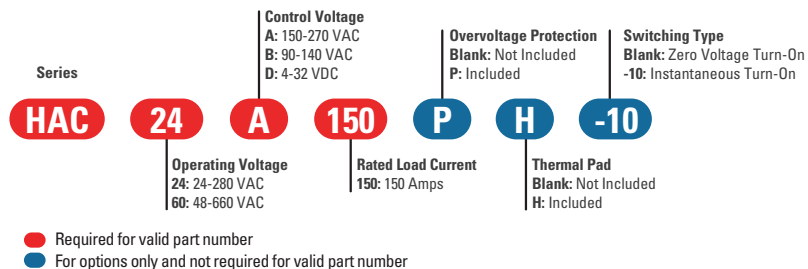 Control Voltage
A: 150-270 VAC
B: 90-140 VAC
D: 4-32 VDC
Overvoltage Protection
Blank: Not Included
P: Included
Switching Type
Blank: Zero Voltage Turn-On
-10: Instantaneous Turn-On
Series
HAC 24 A 150 P H -10
Operating Voltage
24: 24-280 VAC
60: 48-660 VAC
Rated Load Current
150: 150 Amps
Thermal Pad
Blank: Not Included
H: Included
Required for valid part number
For options only and not required for valid part number